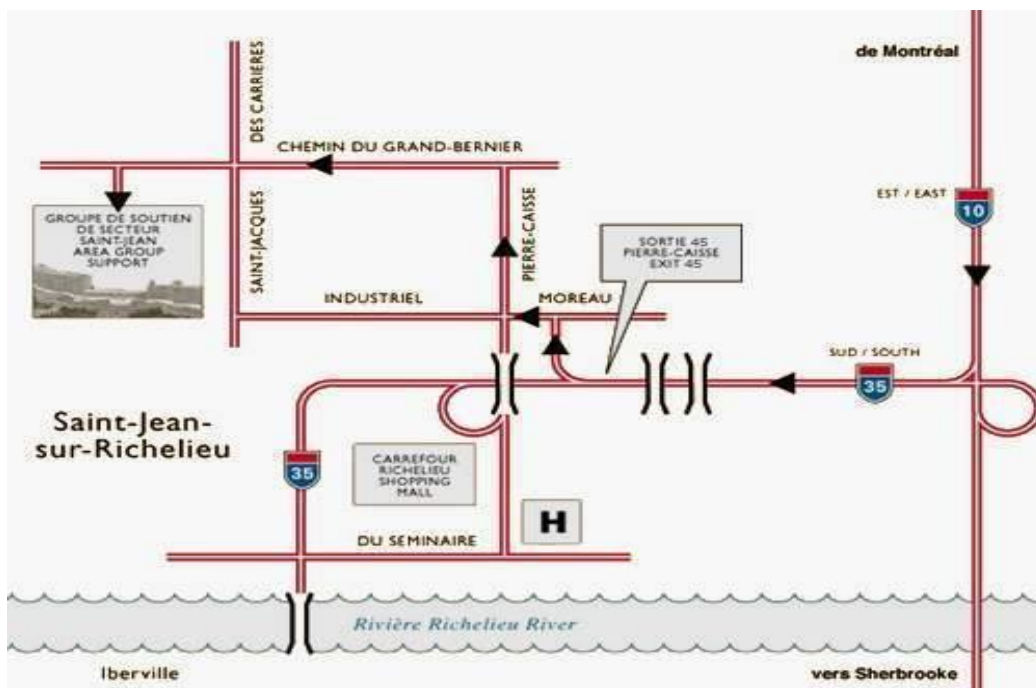 de Montréal
DES CARRIÈRES
CHEMIN DU GRAND-BERNIER
EST / EAST
10
GROUPE DE SOUTIEN
DE SECTEUR
SAINT-JEAN
AREA GROUP
SUPPORT
SAINT-JACQUES
PIERRE-CAISSE
SORTIE 45
PIERRE-CAISSE
EXIT 45
INDUSTRIEL
MOREAU
SUD / SOUTH
35
Saint-Jean-
sur-Richelieu
35
CARREFOUR
RICHELIEU
SHOPPING
MALL
H
DU SEMINAIRE
Rivière Richelieu River
Iberville
vers Sherbrooke